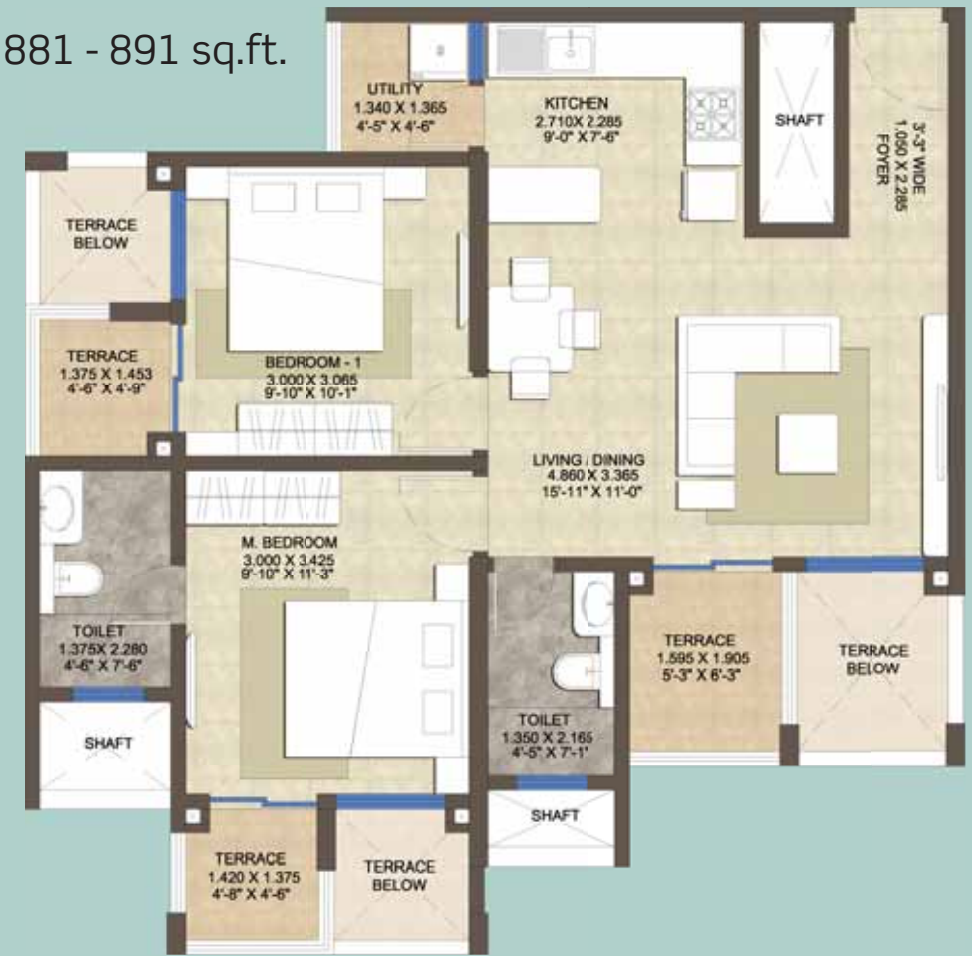 881 - 891 sq.ft.
UTILITY
1.340 X 1.365
4'-5" X 4'-6"
KITCHEN
2.710X 2.285
9'-0" X 7'-6"
SHAFT
3'-3" WIDE
1.050 X 2.285
FOYER
TERRACE
BELOW
TERRACE
1.375 X 1.453
4'-6" X 4'-9"
BEDROOM - 1
3.000 X 3.065
9'-10" X 10'-1"
LIVING / DINING
4.860 X 3.365
15'-11" X 11'-0"
M. BEDROOM
3.000 X 3.425
9'-10" X 11'-3"
TOILET
1.375X 2.280
4'-6" X 7'-6"
TERRACE
1.595 X 1.905
5'-3" X 6'-3"
TERRACE
BELOW
TOILET
1.350 X 2.165
4'-5" X 7'-1"
SHAFT
SHAFT
TERRACE
1.420 X 1.375
4'-8" X 4'-6"
TERRACE
BELOW